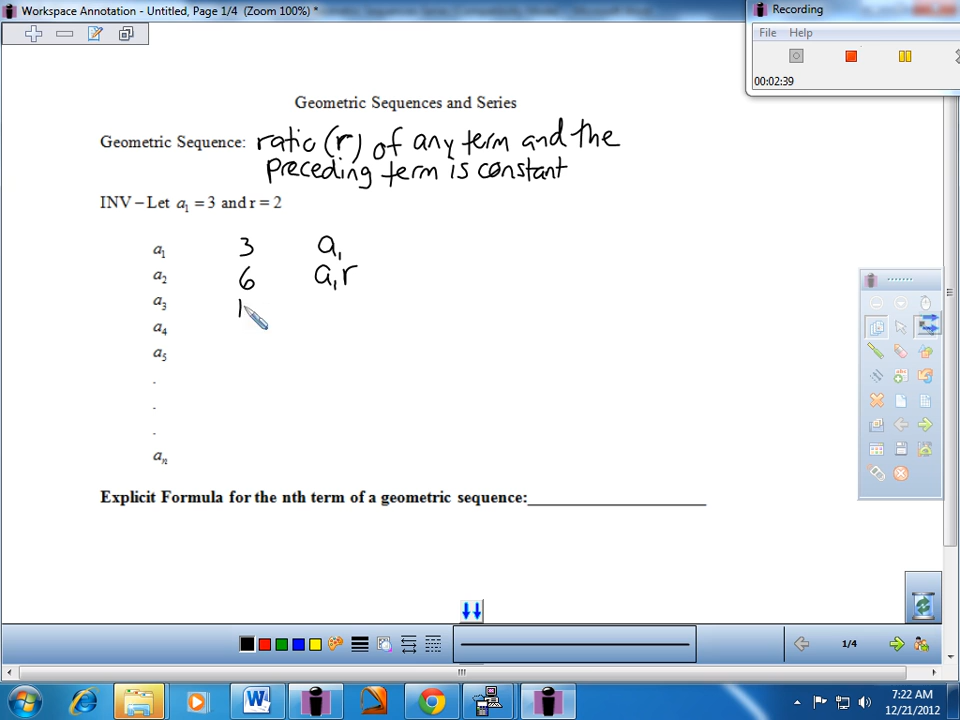 Workspace Annotation - Untitled, Page 1/4 (Zoom 100%) *
Recording
File Help
00:02:39
Geometric Sequences and Series
Geometric Sequence: ratio (r) of any term and the
preceding term is constant
INV – Let a₁ = 3 and r = 2
a₁ 3 a₁
a₂ 6 a₁r
a₃ 1
a₄
a₅
.
.
.
aₙ
Explicit Formula for the nth term of a geometric sequence:____________________
1/4
7:22 AM
12/21/2012